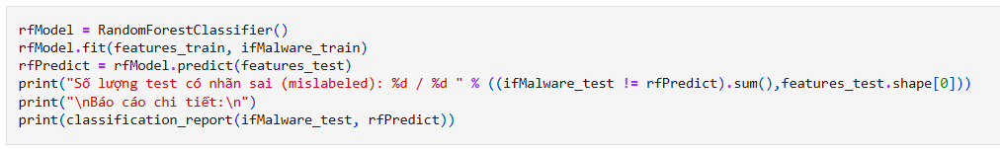 rfModel = RandomForestClassifier()
rfModel.fit(features_train, ifMalware_train)
rfPredict = rfModel.predict(features_test)
print("Số lượng test có nhãn sai (mislabeled): %d / %d " % ((ifMalware_test != rfPredict).sum(),features_test.shape[0]))
print("\nBáo cáo chi tiết:\n")
print(classification_report(ifMalware_test, rfPredict))